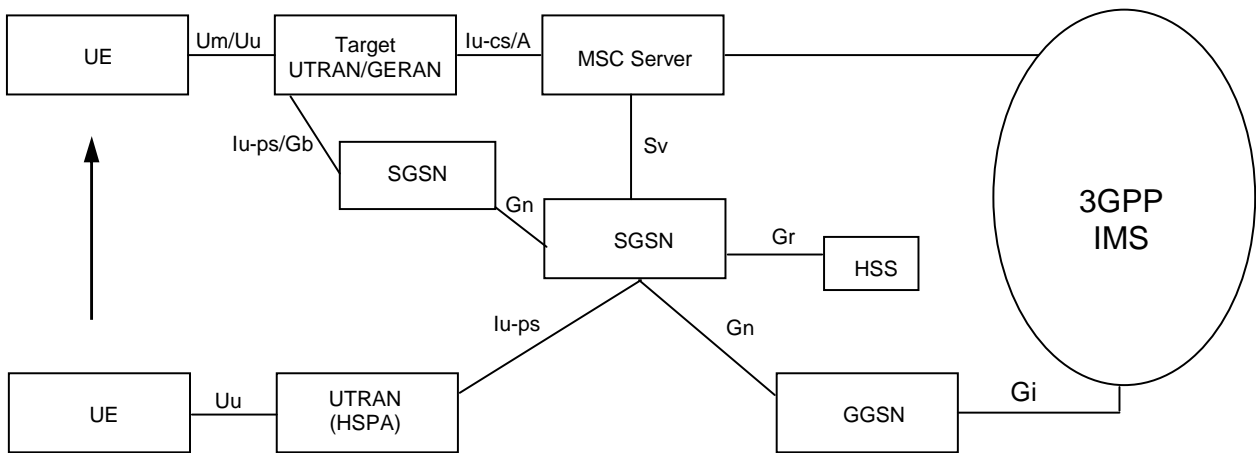 UE
Um/Uu
Target
UTRAN/GERAN
Iu-cs/A
MSC Server
Iu-ps/Gb
SGSN
Sv
Gn
SGSN
Gr
HSS
3GPP
IMS
Iu-ps
Gn
UE
Uu
UTRAN
(HSPA)
GGSN
Gi